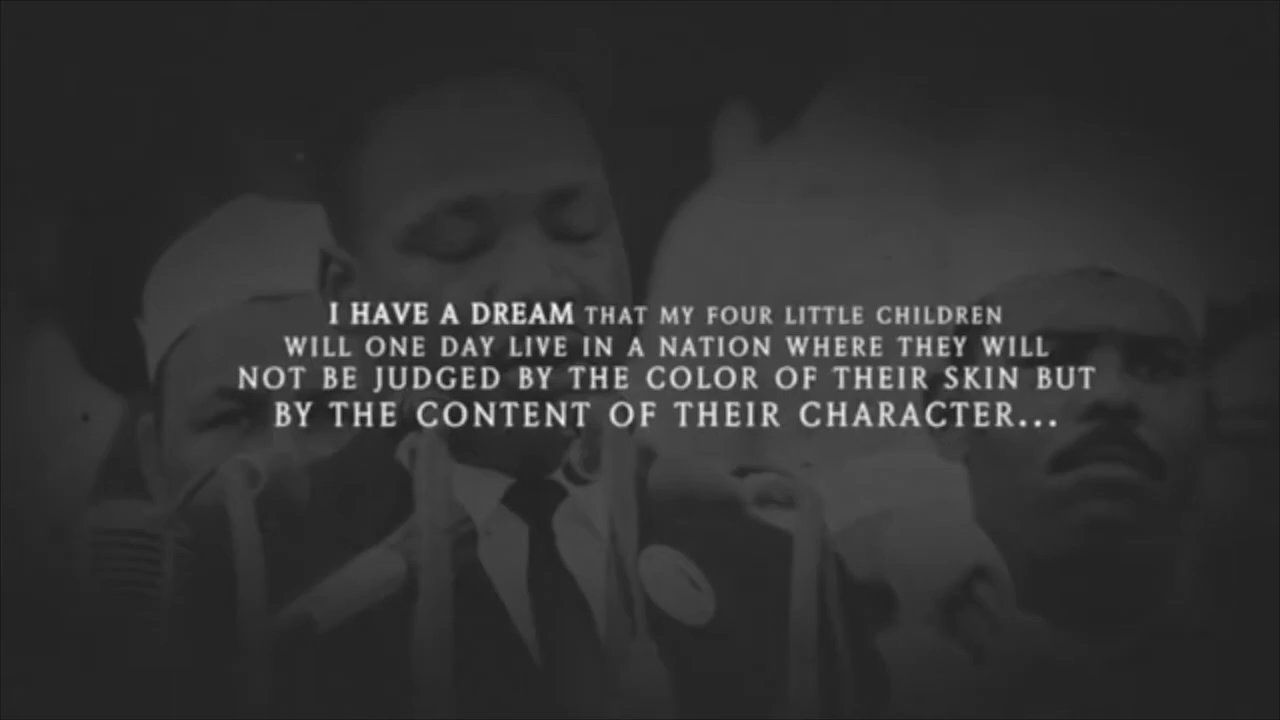 I HAVE A DREAM THAT MY FOUR LITTLE CHILDREN
WILL ONE DAY LIVE IN A NATION WHERE THEY WILL
NOT BE JUDGED BY THE COLOR OF THEIR SKIN BUT
BY THE CONTENT OF THEIR CHARACTER...